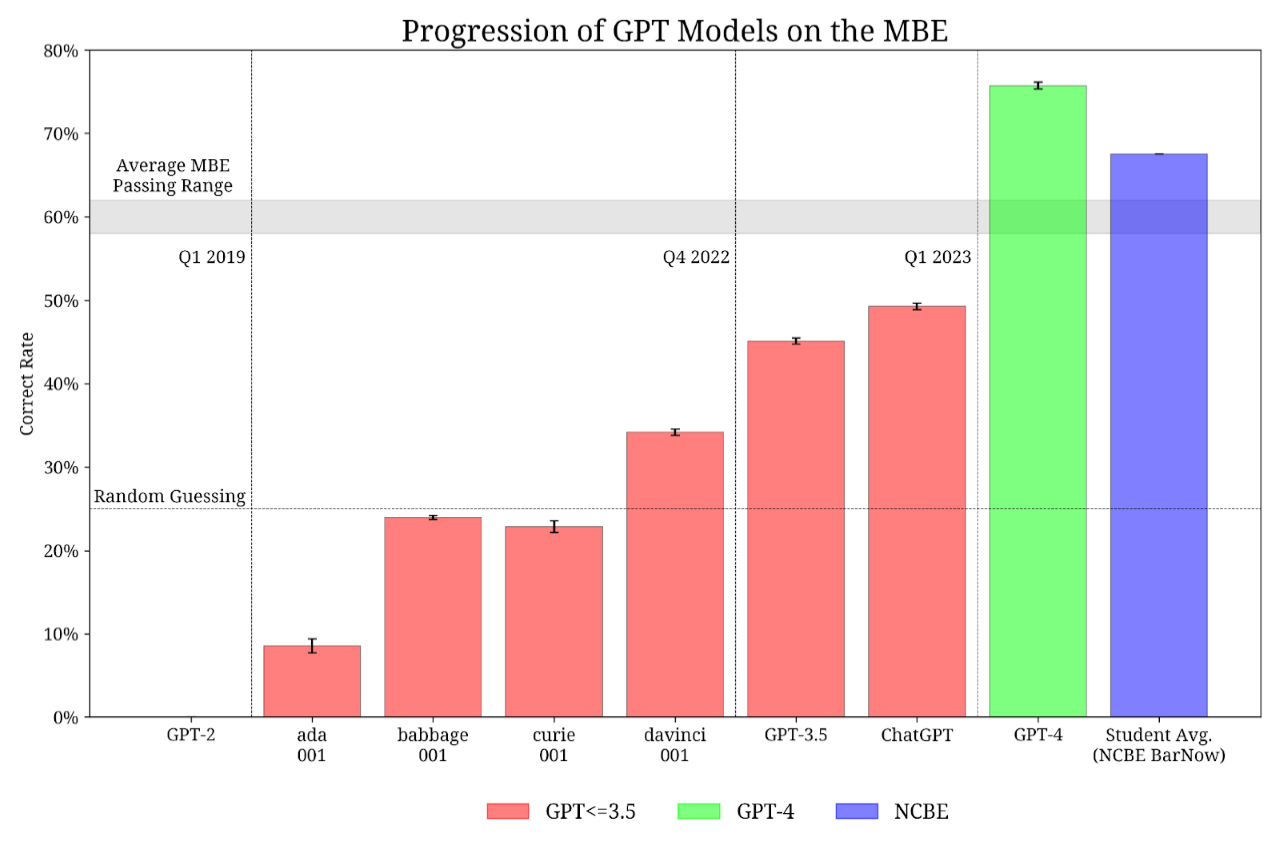 Progression of GPT Models on the MBE
80%
70%
60%
50%
40%
30%
20%
10%
0%
Correct Rate
Average MBE
Passing Range
Q1 2019
Q4 2022
Q1 2023
Random Guessing
GPT-2
ada
001
babbage
001
curie
001
davinci
001
GPT-3.5
ChatGPT
GPT-4
Student Avg.
(NCBE BarNow)
GPT<=3.5
GPT-4
NCBE